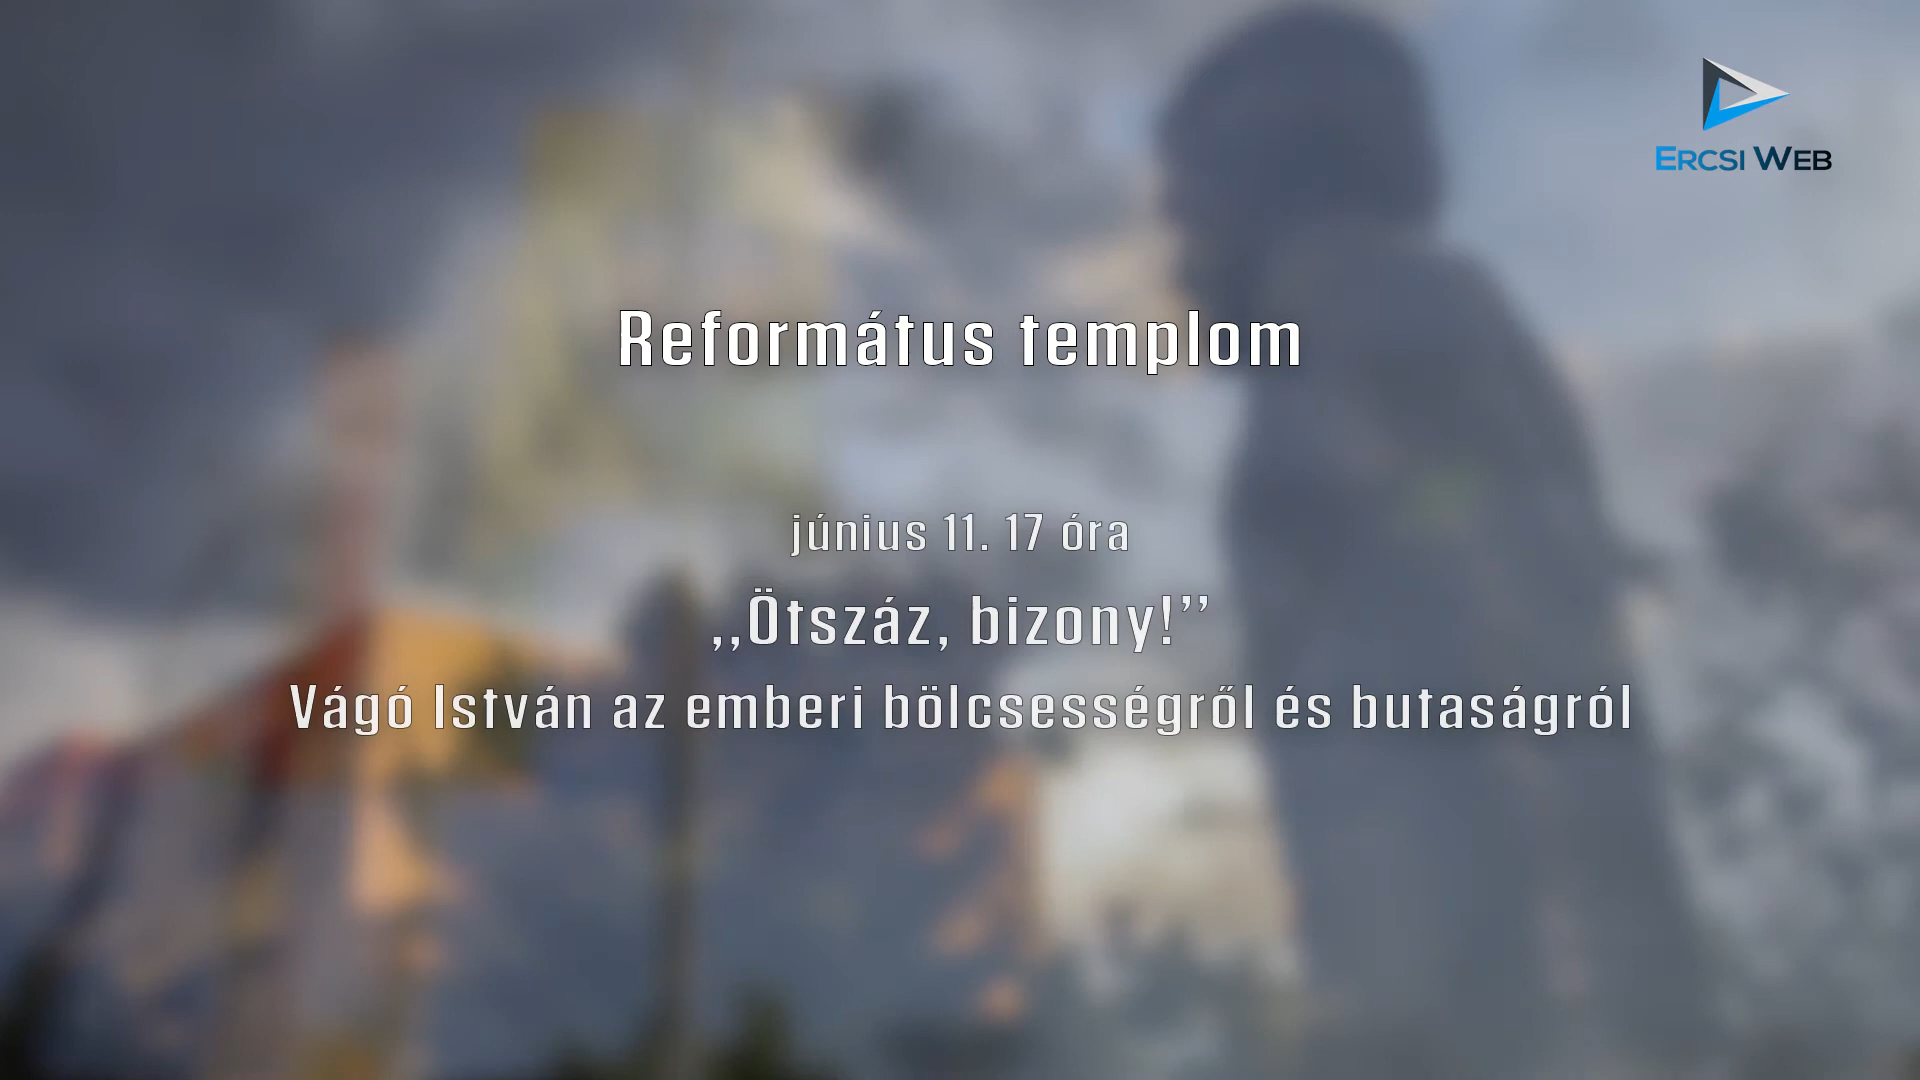 ERCSI WEB
Református templom
június 11. 17 óra
,,Ötszáz, bizony!’’
Vágó István az emberi bölcsességről és butaságról